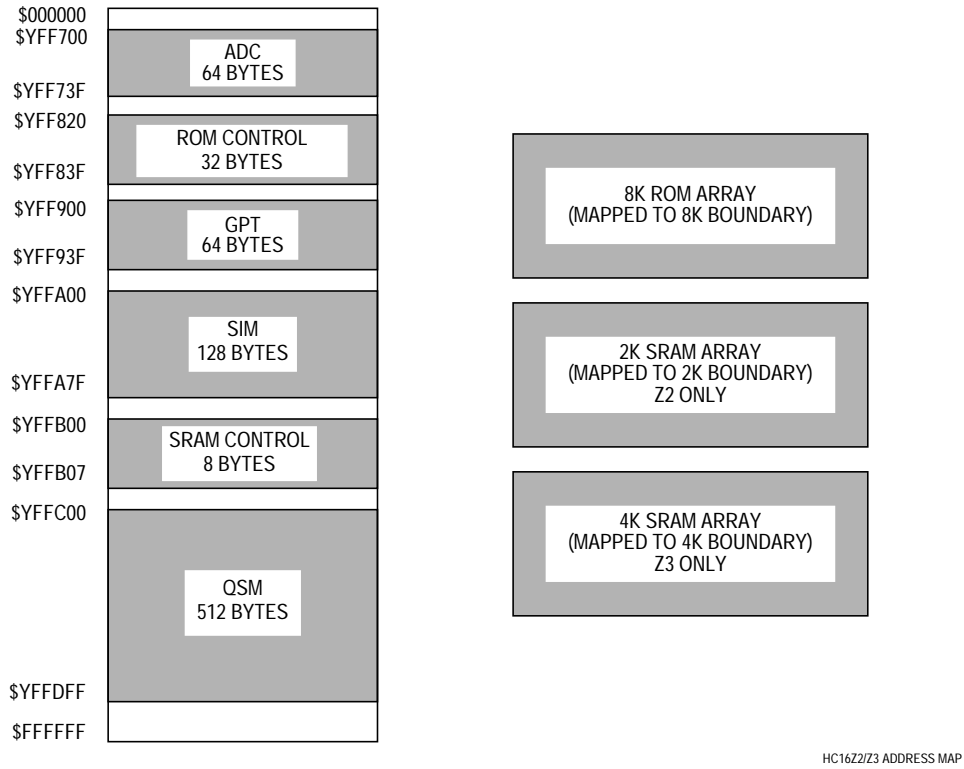 $000000
$YFF700
ADC
64 BYTES
$YFF73F
$YFF820
ROM CONTROL
32 BYTES
$YFF83F
$YFF900
GPT
64 BYTES
$YFF93F
$YFFA00
SIM
128 BYTES
$YFFA7F
$YFFB00
SRAM CONTROL
8 BYTES
$YFFB07
$YFFC00
QSM
512 BYTES
$YFFDFF
$FFFFFF
8K ROM ARRAY
(MAPPED TO 8K BOUNDARY)
2K SRAM ARRAY
(MAPPED TO 2K BOUNDARY)
Z2 ONLY
4K SRAM ARRAY
(MAPPED TO 4K BOUNDARY)
Z3 ONLY
HC16Z2/Z3 ADDRESS MAP